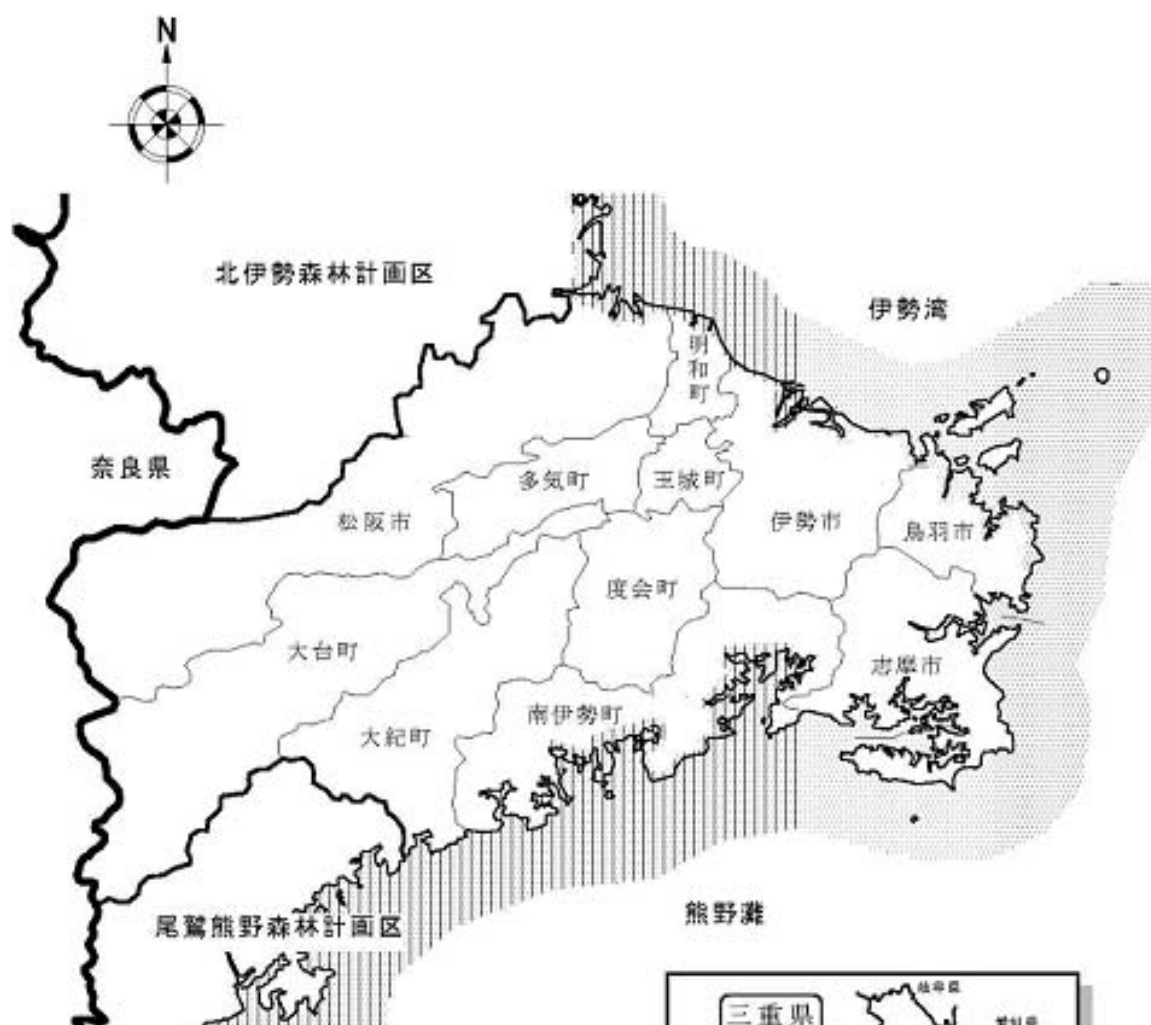 N
北伊勢森林計画区
伊勢湾
明和町
奈良県
多気町
玉城町
松阪市
伊勢市
鳥羽市
度会町
大台町
志摩市
南伊勢町
大紀町
熊野灘
尾鷲熊野森林計画区
岐阜県
三重県